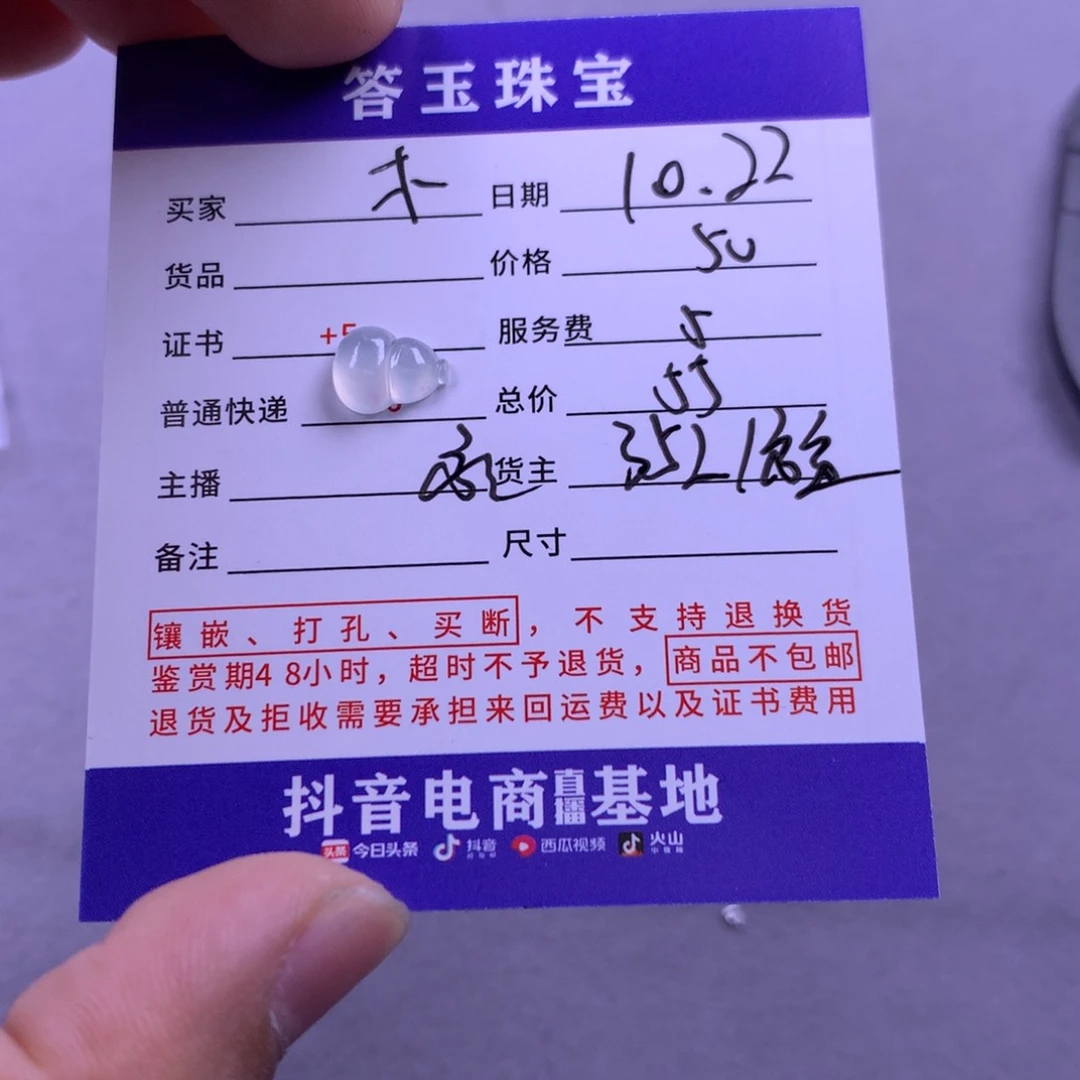 答玉珠宝
买家 木 日期 10.22
货品 价格 50
证书 +5 服务费 5
普通快递 总价 55
主播 货主 352
备注 尺寸
镶嵌、打孔、买断，不支持退换货
鉴赏期48小时，超时不予退货，商品不包邮
退货及拒收需要承担来回运费以及证书费用
抖音电商直播基地
头条 今日头条 抖音 西瓜视频 火山